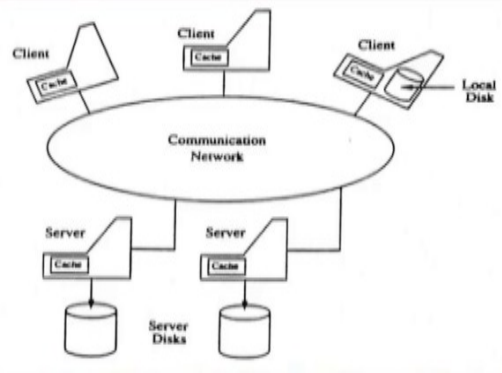 Client
Cache
Client
Cache
Client
Cache
Local
Disk
Communication
Network
Server
Cache
Server
Cache
Server
Disks